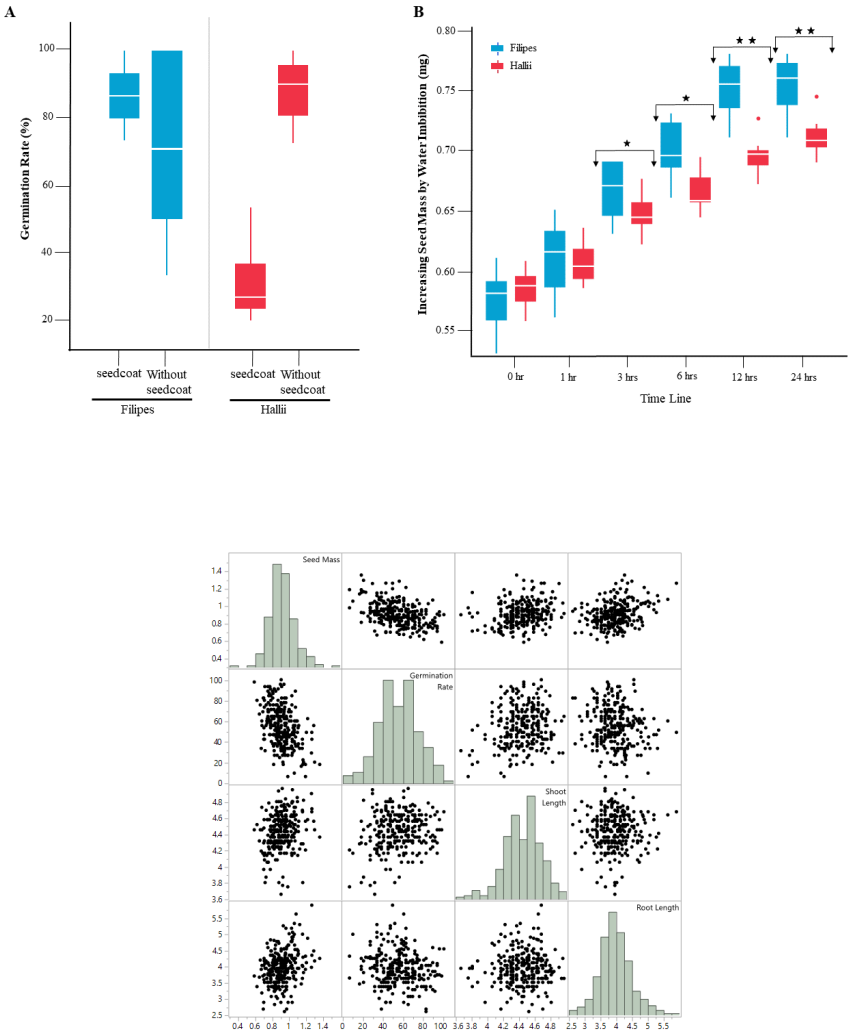 A
Germination Rate (%)
100
80
60
40
20
seedcoat
Without
seedcoat
seedcoat
Without
seedcoat
Filipes
Hallii
B
Increasing Seed Mass by Water Imbibition (mg)
0.80
0.75
0.70
0.65
0.60
0.55
Filipes
Hallii
0 hr
1 hr
3 hrs
6 hrs
12 hrs
24 hrs
Time Line
Seed Mass
1.4
1.2
1
0.8
0.6
0.4
Germination
Rate
100
80
60
40
20
0
Shoot
Length
4.8
4.6
4.4
4.2
4
3.8
3.6
Root Length
5.5
5
4.5
4
3.5
3
2.5
0.4 0.6 0.8 1 1.2 1.4
0 20 40 60 80 100
3.6 3.8 4 4.2 4.4 4.6 4.8
2.5 3 3.5 4 4.5 5 5.5